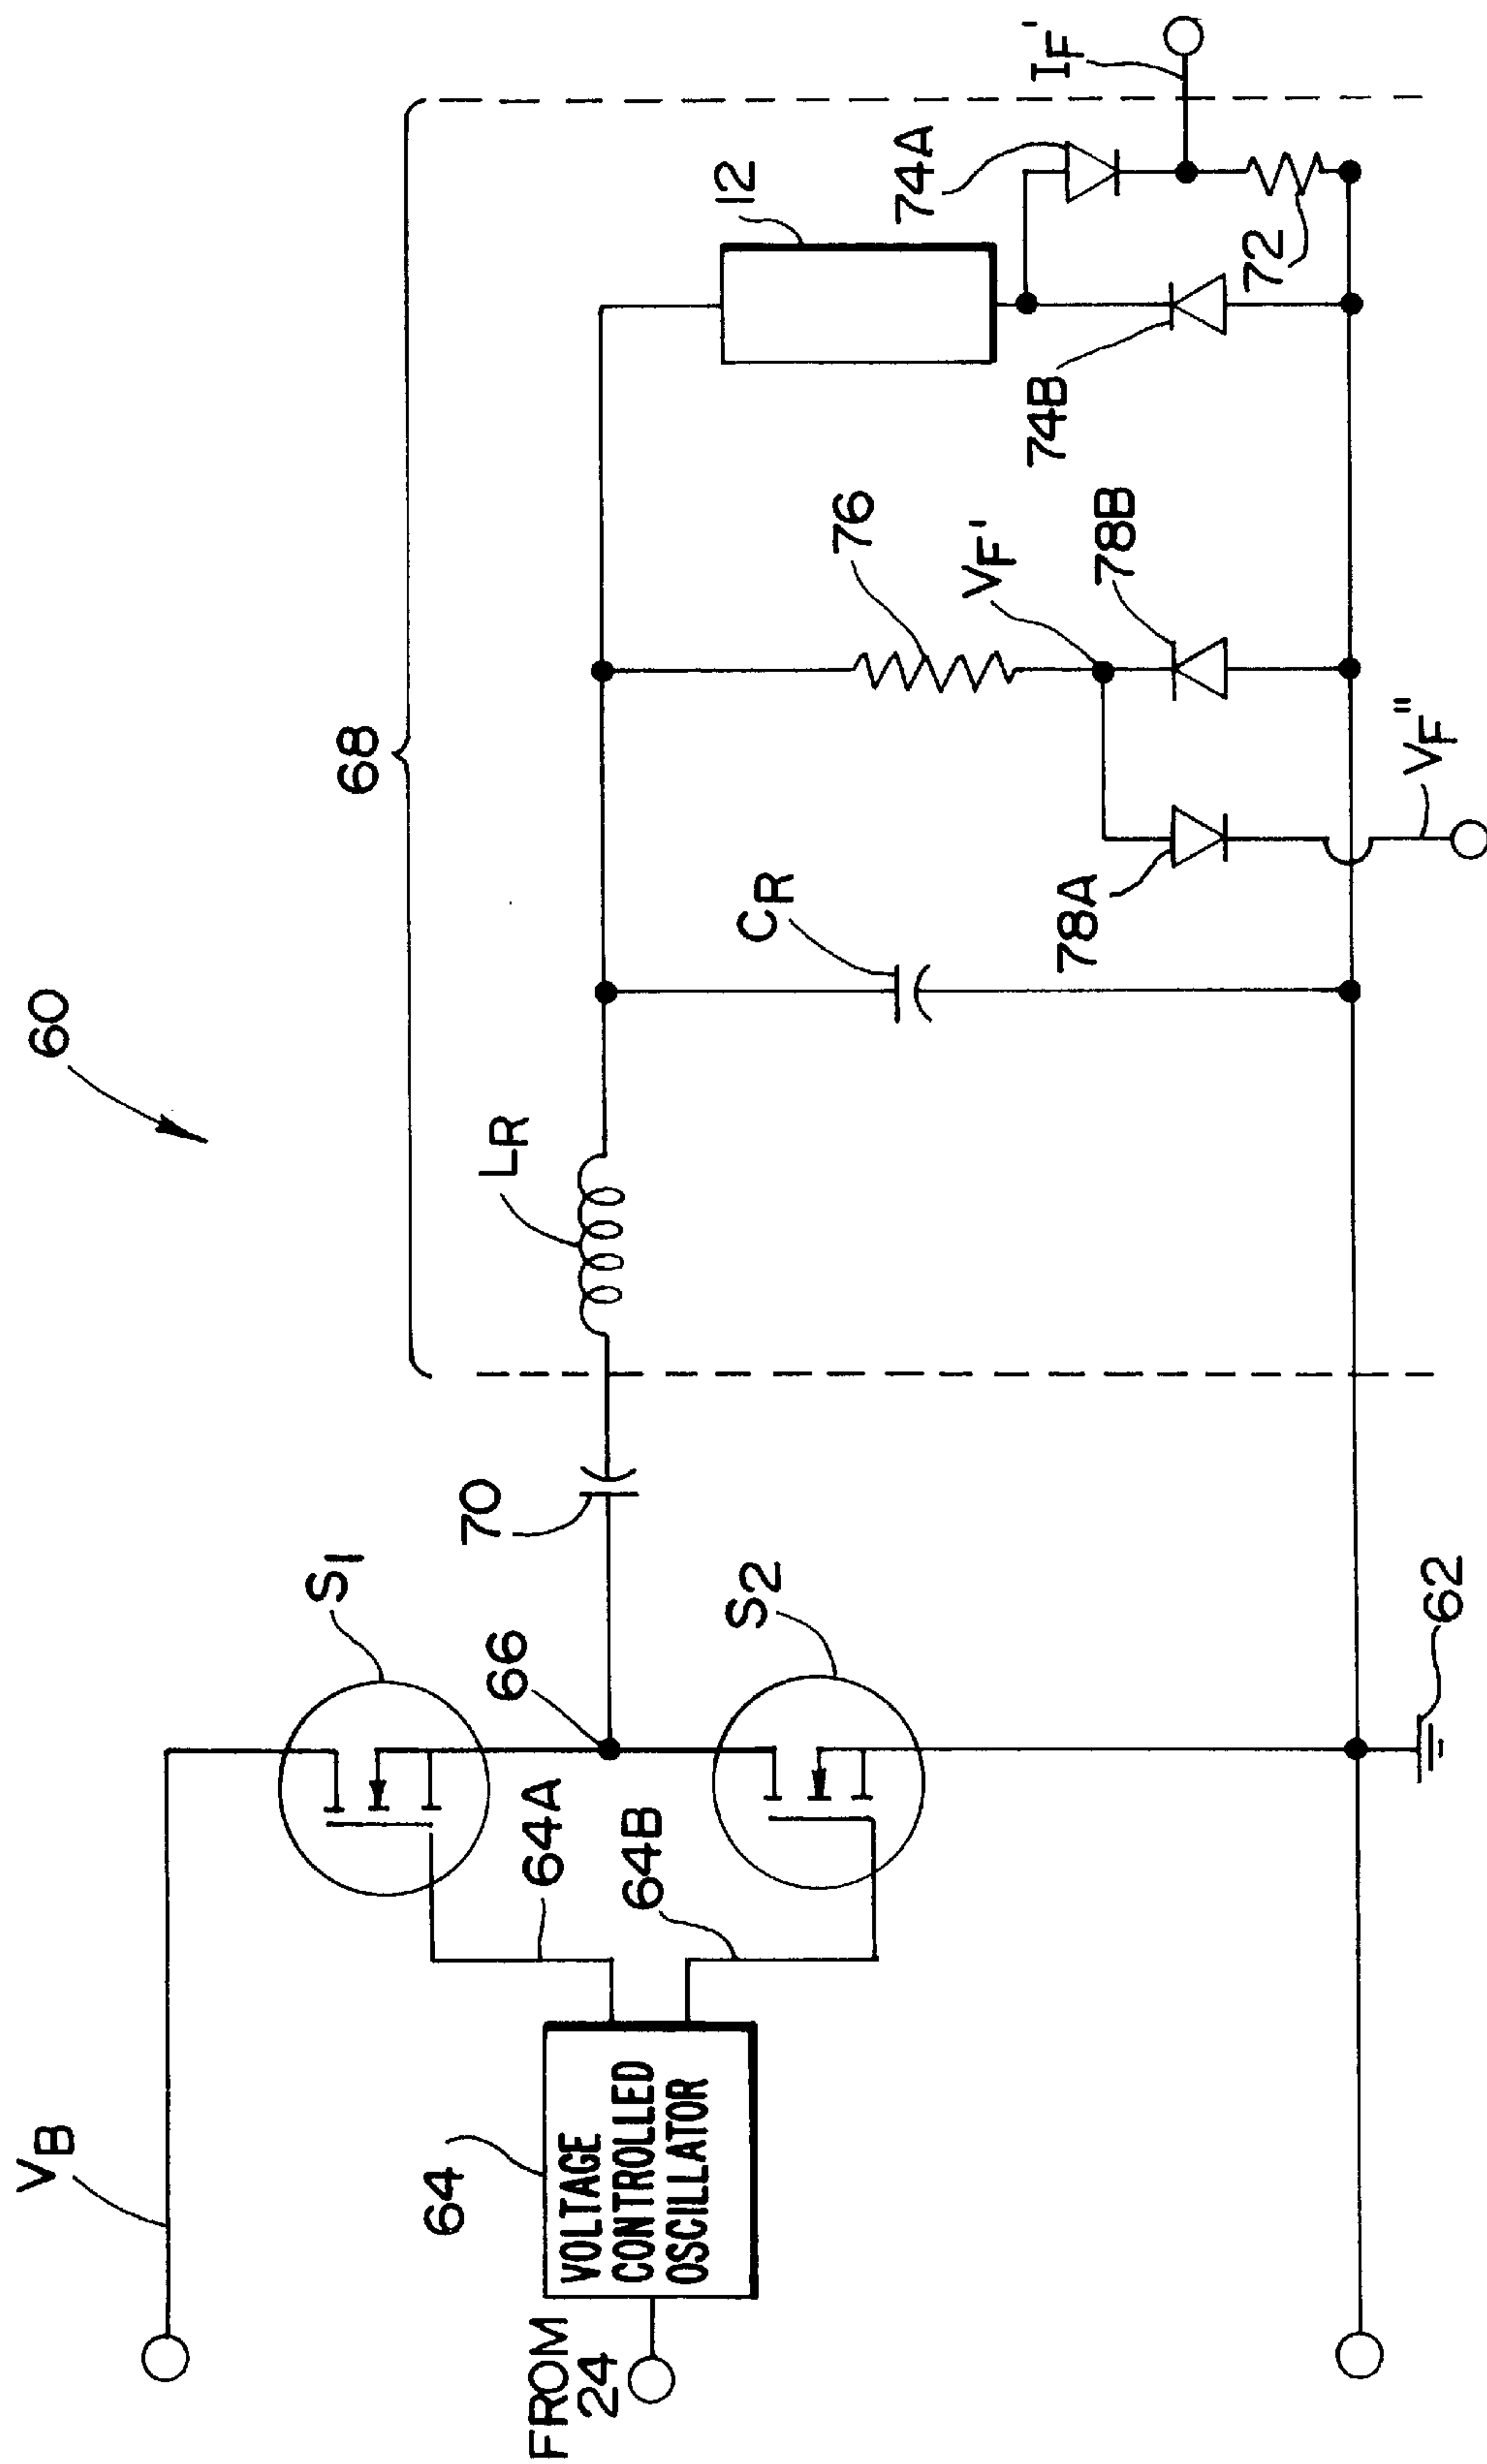 60
68
VB
S1
LR
70
66
CR
76
12
VF'
78B
74A
IF'
64
64A
VOLTAGE
CONTROLLED
OSCILLATOR
FROM
24
64B
S2
78A
74B
72
VF"
62